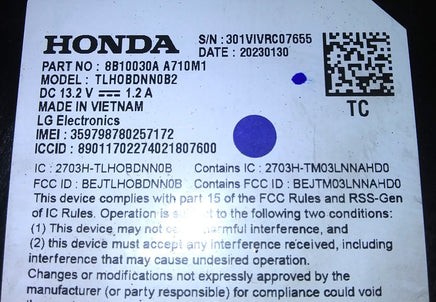 HONDA
S/N : 301VIVRC07655
DATE : 20230130
PART NO : 8B10030A A710M1
MODEL : TLHOBDNN0B2
DC 13.2 V ⎓ 1.2 A
MADE IN VIETNAM
LG Electronics
IMEI : 359798780257172
ICCID : 89011702274021807600
TC
IC : 2703H-TLHOBDNN0B Contains IC : 2703H-TM03LNNAHD0
FCC ID : BEJTLHOBDNN0B Contains FCC ID : BEJTM03LNNAHD0
This device complies with part 15 of the FCC Rules and RSS-Gen
of IC Rules. Operation is to the following two conditions:
(1) This device may not harmful interference, and
(2) this device must accept any interference received, including
interference that may cause undesired operation.
Changes or modifications not expressly approved by the
manufacturer (or party responsible) for compliance could void